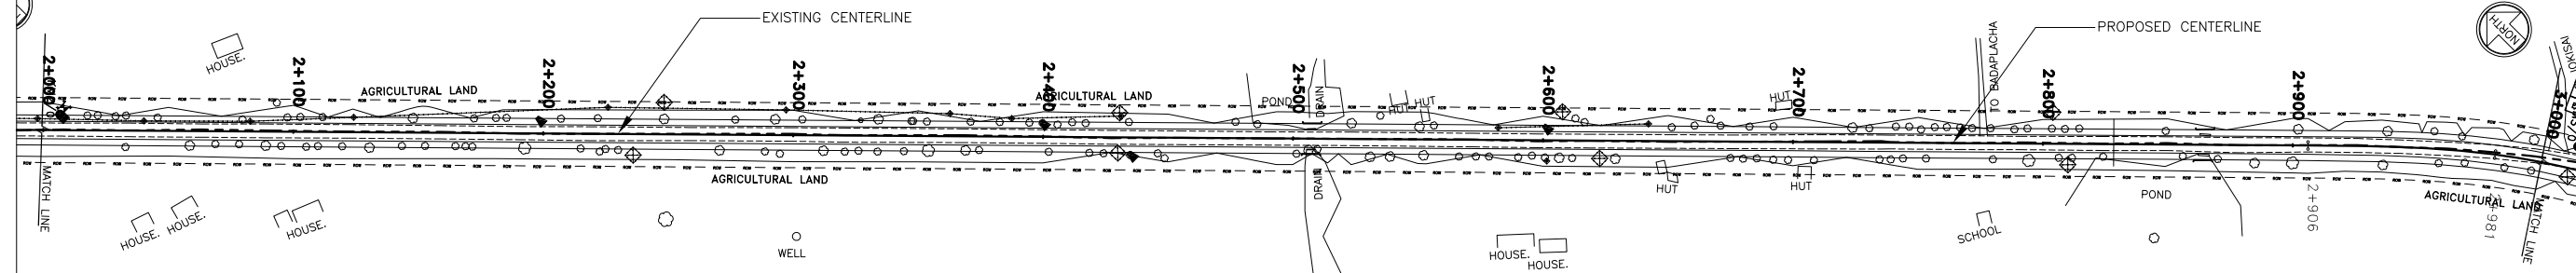 EXISTING CENTERLINE
PROPOSED CENTERLINE
NORTH
HOUSE.
2+000
2+100
AGRICULTURAL LAND
2+200
2+300
2+400
AGRICULTURAL LAND
POND
2+500
DRAIN
HUT
HUT
2+600
HUT
2+700
TO BADAPLACHA
2+800
2+900
3+000
ROW
MATCH LINE
HOUSE.
HOUSE.
HOUSE.
AGRICULTURAL LAND
WELL
DRAIN
HUT
HUT
HOUSE.
HOUSE.
SCHOOL
POND
2+906
AGRICULTURAL LAND
2+981
MATCH LINE